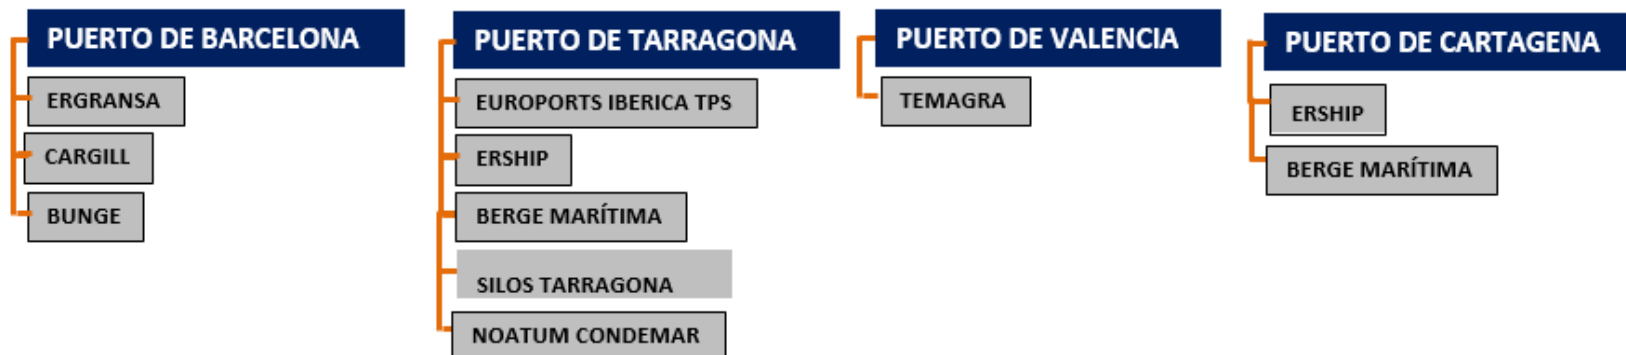 PUERTO DE BARCELONA
ERGRANSA
CARGILL
BUNGE
PUERTO DE TARRAGONA
EUROPORTS IBERICA TPS
ERSHIP
BERGE MARÍTIMA
SILOS TARRAGONA
NOATUM CONDEMAR
PUERTO DE VALENCIA
TEMAGRA
PUERTO DE CARTAGENA
ERSHIP
BERGE MARÍTIMA